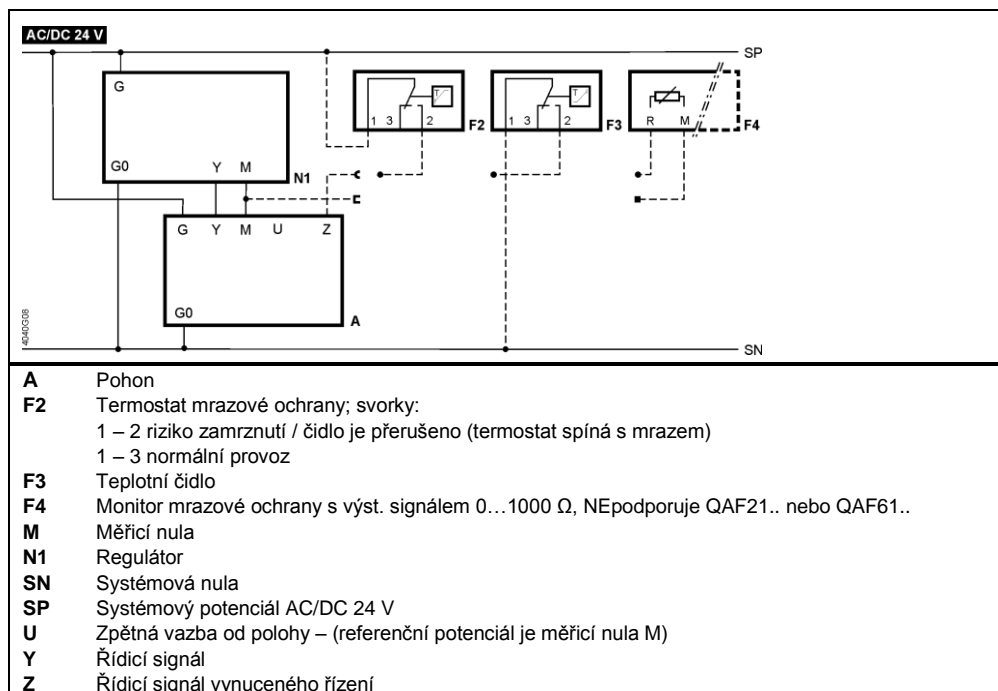 AC/DC 24 V
SP
G
1 3 2 F2
1 3 2 F3
R M F4
G0 Y M N1
G Y M U Z
G0 A
4040G08
SN
A Pohon
F2 Termostat mrazové ochrany; svorky:
1 – 2 riziko zamrznutí / čidlo je přerušeno (termostat spíná s mrazem)
1 – 3 normální provoz
F3 Teplotní čidlo
F4 Monitor mrazové ochrany s výst. signálem 0…1000 Ω, NEpodporuje QAF21.. nebo QAF61..
M Měřicí nula
N1 Regulátor
SN Systémová nula
SP Systémový potenciál AC/DC 24 V
U Zpětná vazba od polohy – (referenční potenciál je měřicí nula M)
Y Řídicí signál
Z Řídicí signál vynuceného řízení